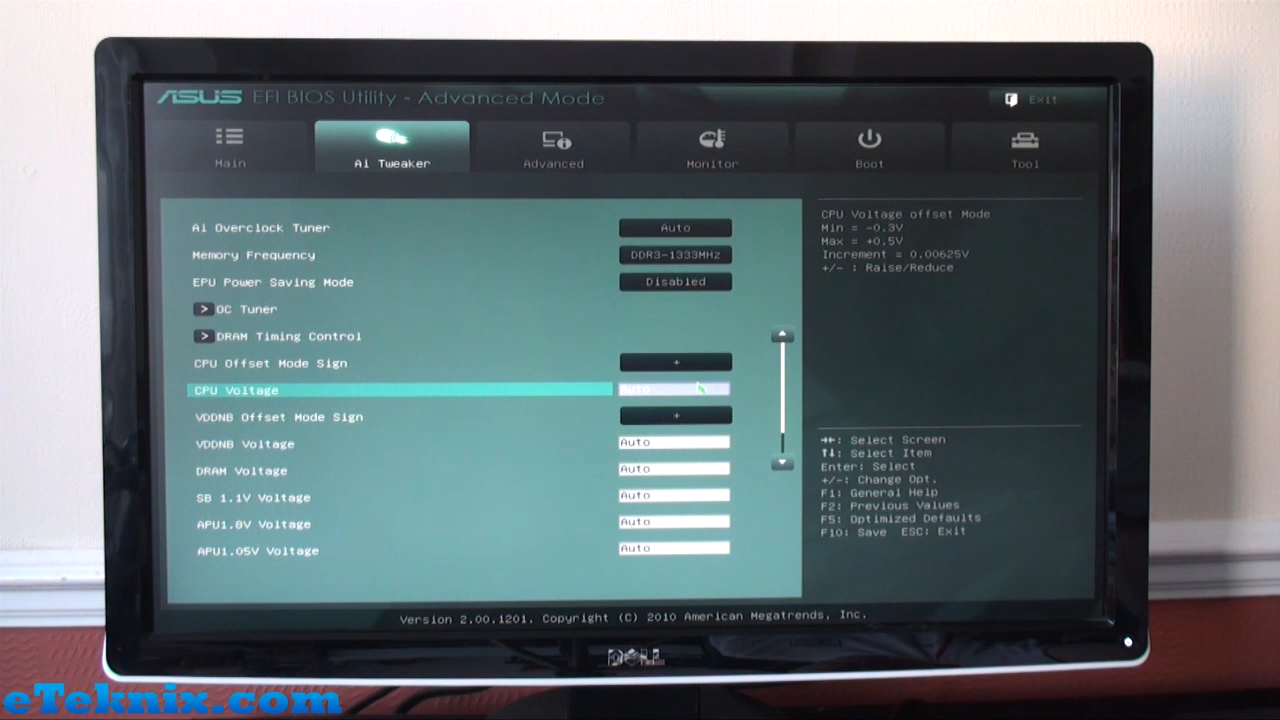 ASUS EFI BIOS Utility - Advanced Mode
Exit
Main
Ai Tweaker
Advanced
Monitor
Boot
Tool
Ai Overclock Tuner Auto
Memory Frequency DDR3-1333MHz
EPU Power Saving Mode Disabled
> OC Tuner
> DRAM Timing Control
CPU Offset Mode Sign +
CPU Voltage Auto
VDDNB Offset Mode Sign +
VDDNB Voltage Auto
DRAM Voltage Auto
SB 1.1V Voltage Auto
APU1.8V Voltage Auto
APU1.05V Voltage Auto
CPU Voltage offset Mode
Min = -0.3V
Max = +0.5V
Increment = 0.00625V
+/- : Raise/Reduce
→←: Select Screen
↑↓: Select Item
Enter: Select
+/-: Change Opt.
F1: General Help
F2: Previous Values
F5: Optimized Defaults
F10: Save ESC: Exit
Version 2.00.1201. Copyright (C) 2010 American Megatrends, Inc.
DELL
eTeknix.com